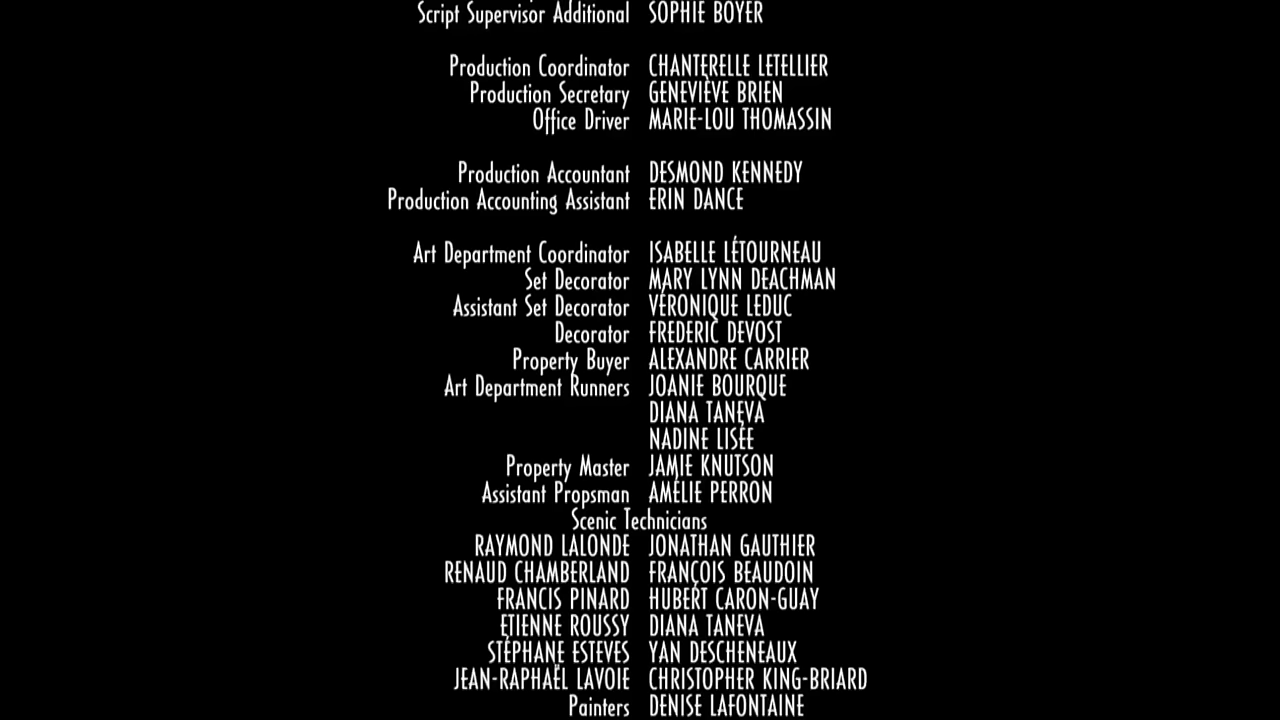 Script Supervisor Additional SOPHIE BOYER
Production Coordinator CHANTERELLE LETELLIER
Production Secretary GENEVIÈVE BRIEN
Office Driver MARIE-LOU THOMASSIN
Production Accountant DESMOND KENNEDY
Production Accounting Assistant ERIN DANCE
Art Department Coordinator ISABELLE LÉTOURNEAU
Set Decorator MARY LYNN DEACHMAN
Assistant Set Decorator VÉRONIQUE LEDUC
Decorator FREDERIC DEVOST
Property Buyer ALEXANDRE CARRIER
Art Department Runners JOANIE BOURQUE
DIANA TANEVA
NADINE LISÉE
Property Master JAMIE KNUTSON
Assistant Propsman AMÉLIE PERRON
Scenic Technicians
RAYMOND LALONDE JONATHAN GAUTHIER
RENAUD CHAMBERLAND FRANÇOIS BEAUDOIN
FRANCIS PINARD HUBERT CARON-GUAY
ETIENNE ROUSSY DIANA TANEVA
STÉPHANE ESTEVES YAN DESCHENEAUX
JEAN-RAPHAËL LAVOIE CHRISTOPHER KING-BRIARD
Painters DENISE LAFONTAINE